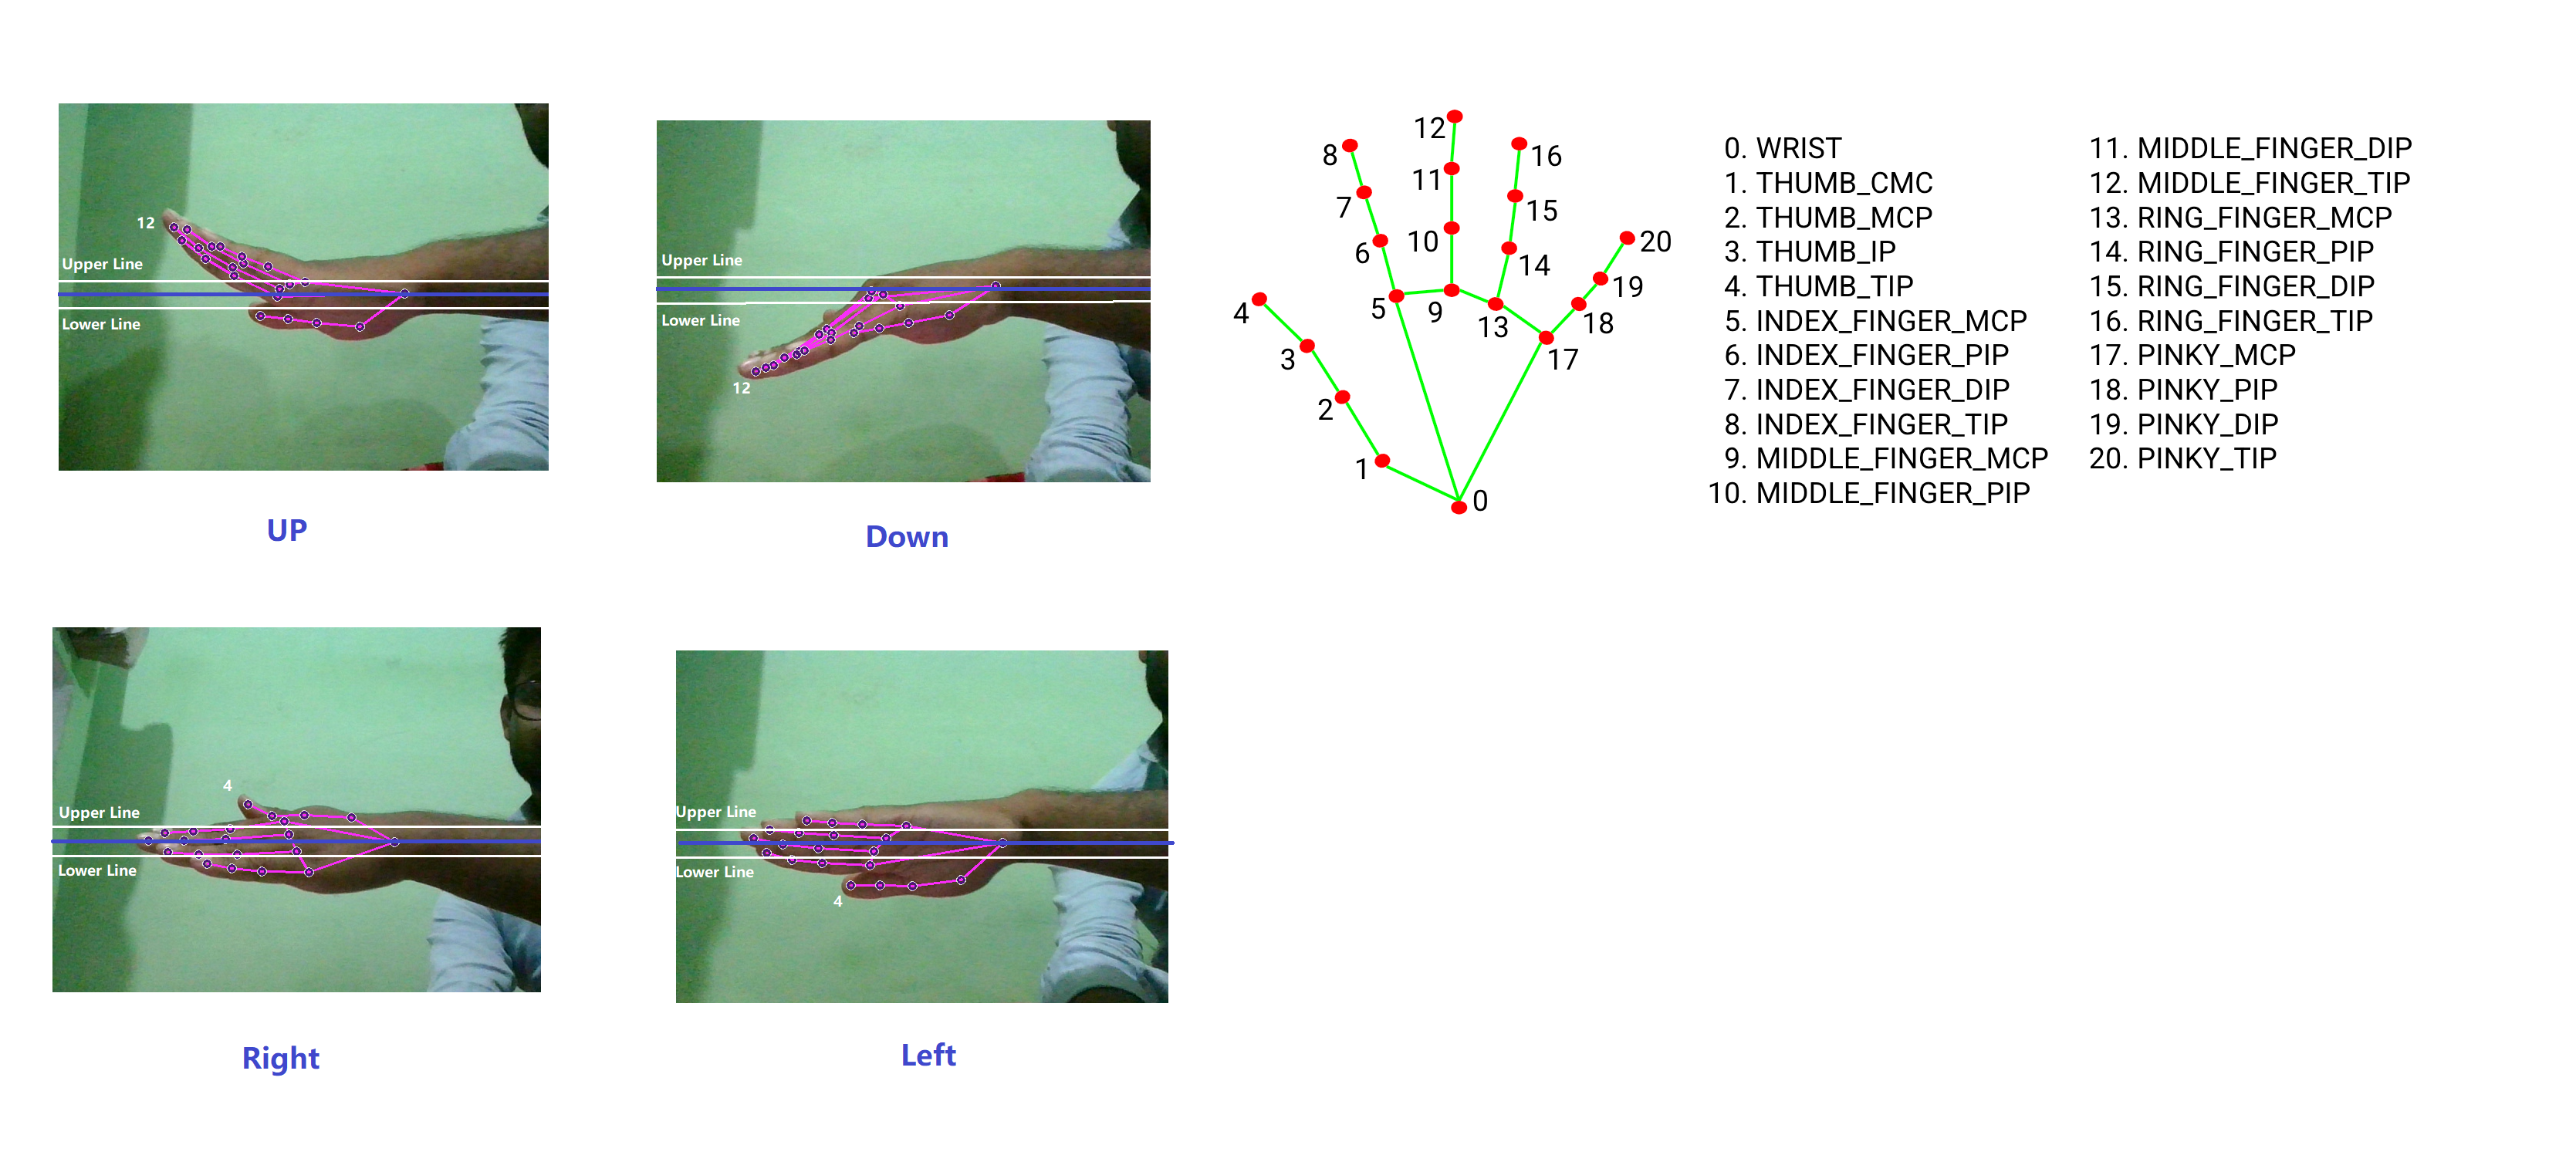 12
Upper Line
Lower Line
UP
Upper Line
Lower Line
12
Down
12
8
16
11
7
15
20
10
6
14
19
4
5
9
13
18
3
17
2
1
0
0. WRIST
1. THUMB_CMC
2. THUMB_MCP
3. THUMB_IP
4. THUMB_TIP
5. INDEX_FINGER_MCP
6. INDEX_FINGER_PIP
7. INDEX_FINGER_DIP
8. INDEX_FINGER_TIP
9. MIDDLE_FINGER_MCP
10. MIDDLE_FINGER_PIP
11. MIDDLE_FINGER_DIP
12. MIDDLE_FINGER_TIP
13. RING_FINGER_MCP
14. RING_FINGER_PIP
15. RING_FINGER_DIP
16. RING_FINGER_TIP
17. PINKY_MCP
18. PINKY_PIP
19. PINKY_DIP
20. PINKY_TIP
4
Upper Line
Lower Line
Right
Upper Line
Lower Line
4
Left